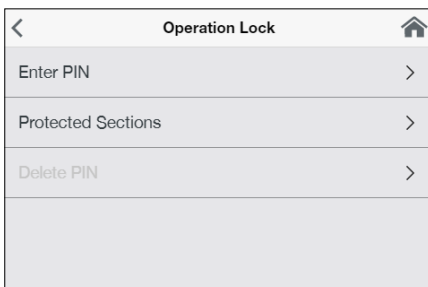 Operation Lock
Enter PIN
Protected Sections
Delete PIN